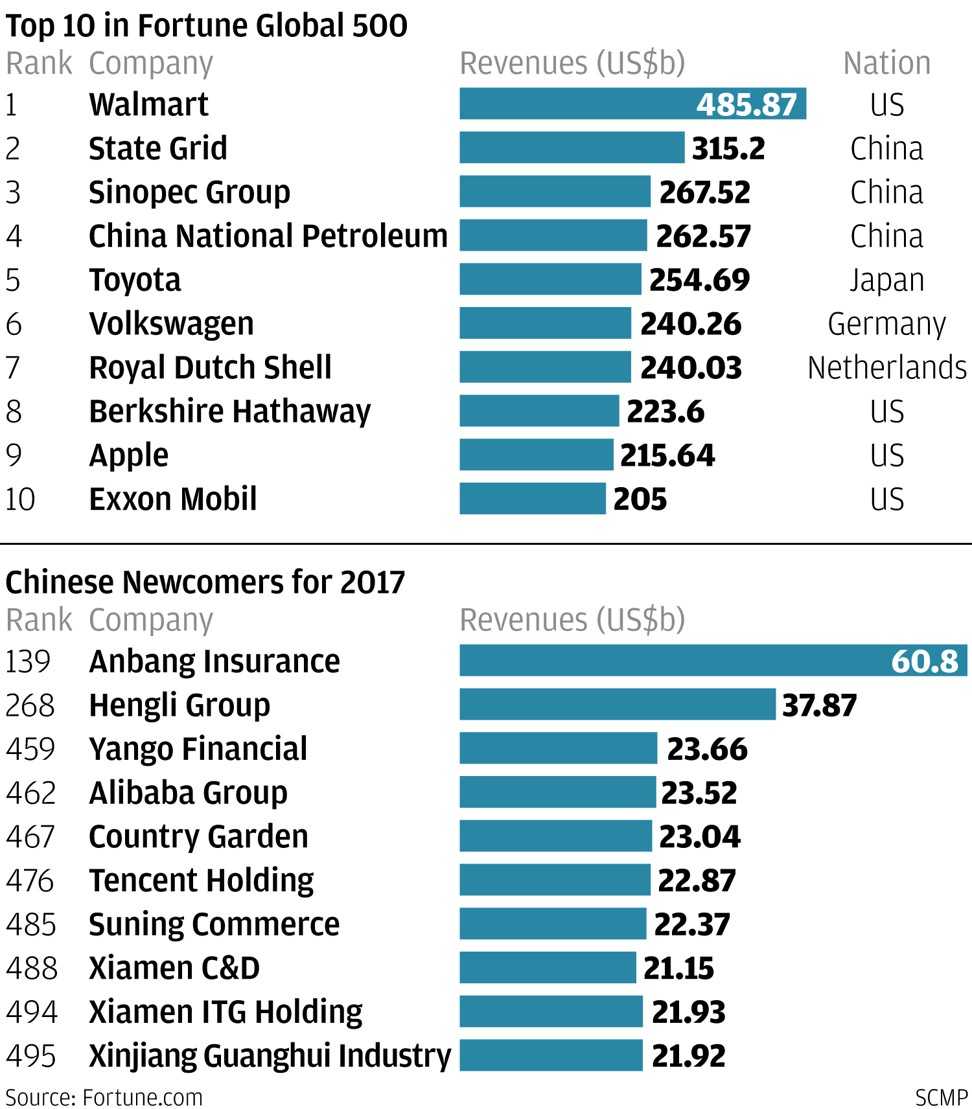 Top 10 in Fortune Global 500
Rank Company Revenues (US$b) Nation
1 Walmart 485.87 US
2 State Grid 315.2 China
3 Sinopec Group 267.52 China
4 China National Petroleum 262.57 China
5 Toyota 254.69 Japan
6 Volkswagen 240.26 Germany
7 Royal Dutch Shell 240.03 Netherlands
8 Berkshire Hathaway 223.6 US
9 Apple 215.64 US
10 Exxon Mobil 205 US
Chinese Newcomers for 2017
Rank Company Revenues (US$b)
139 Anbang Insurance 60.8
268 Hengli Group 37.87
459 Yango Financial 23.66
462 Alibaba Group 23.52
467 Country Garden 23.04
476 Tencent Holding 22.87
485 Suning Commerce 22.37
488 Xiamen C&D 21.15
494 Xiamen ITG Holding 21.93
495 Xinjiang Guanghui Industry 21.92
Source: Fortune.com SCMP